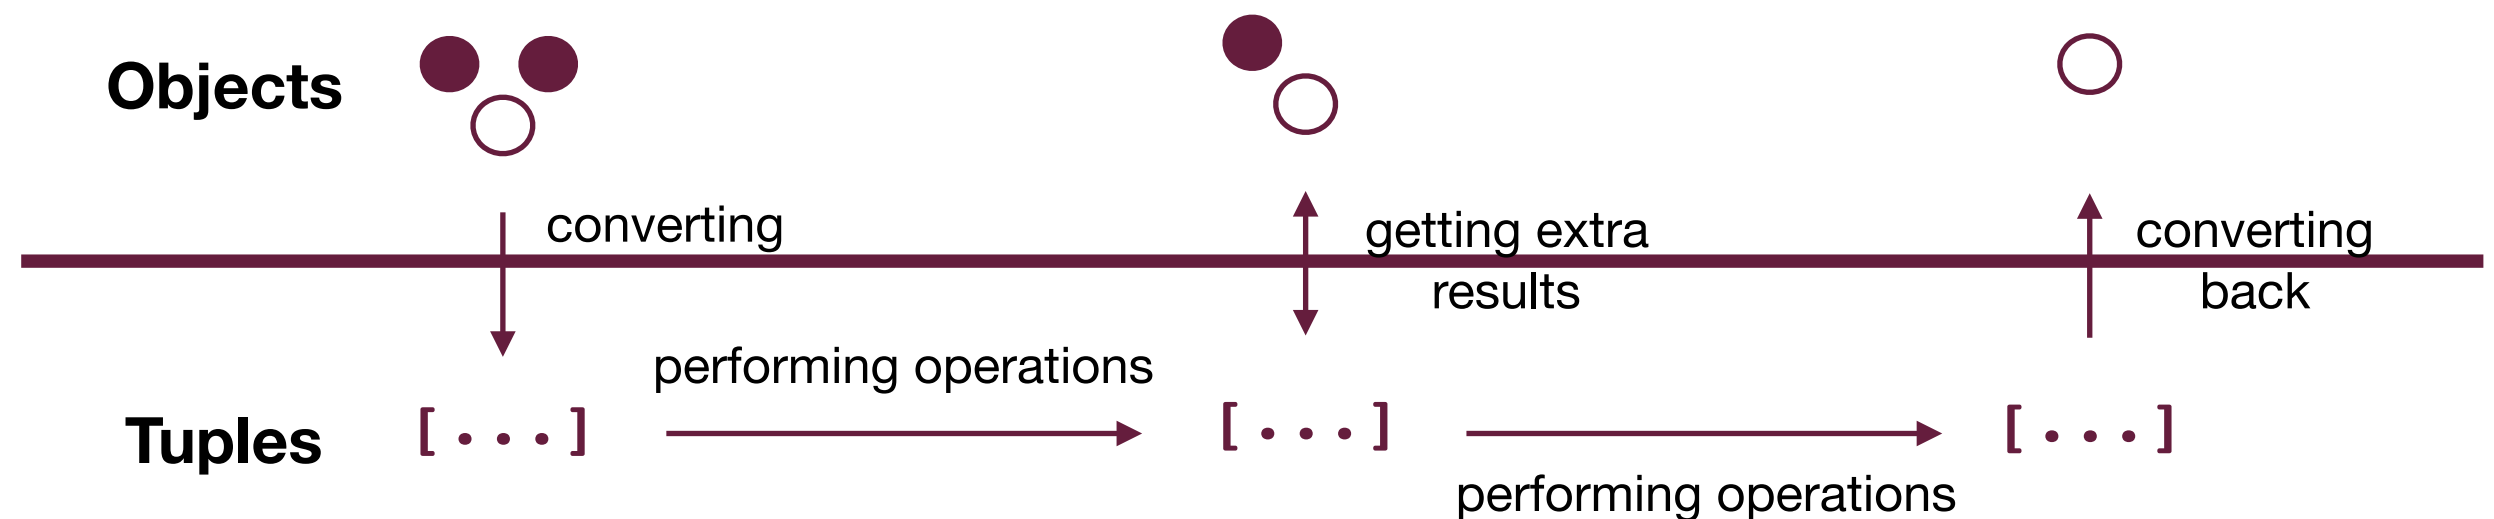 Objects
converting
getting extra
results
converting
back
performing operations
Tuples
[...]
[...]
[...]
performing operations